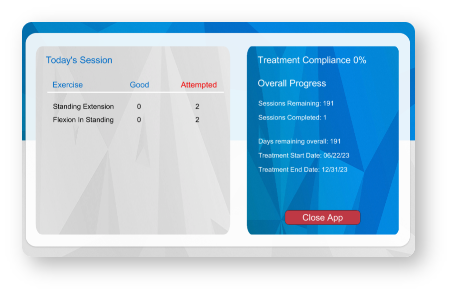 Today's Session
Exercise Good Attempted
Standing Extension 0 2
Flexion In Standing 0 2
Treatment Compliance 0%
Overall Progress
Sessions Remaining: 191
Sessions Completed: 1
Days remaining overall: 191
Treatment Start Date: 06/22/23
Treatment End Date: 12/31/23
Close App